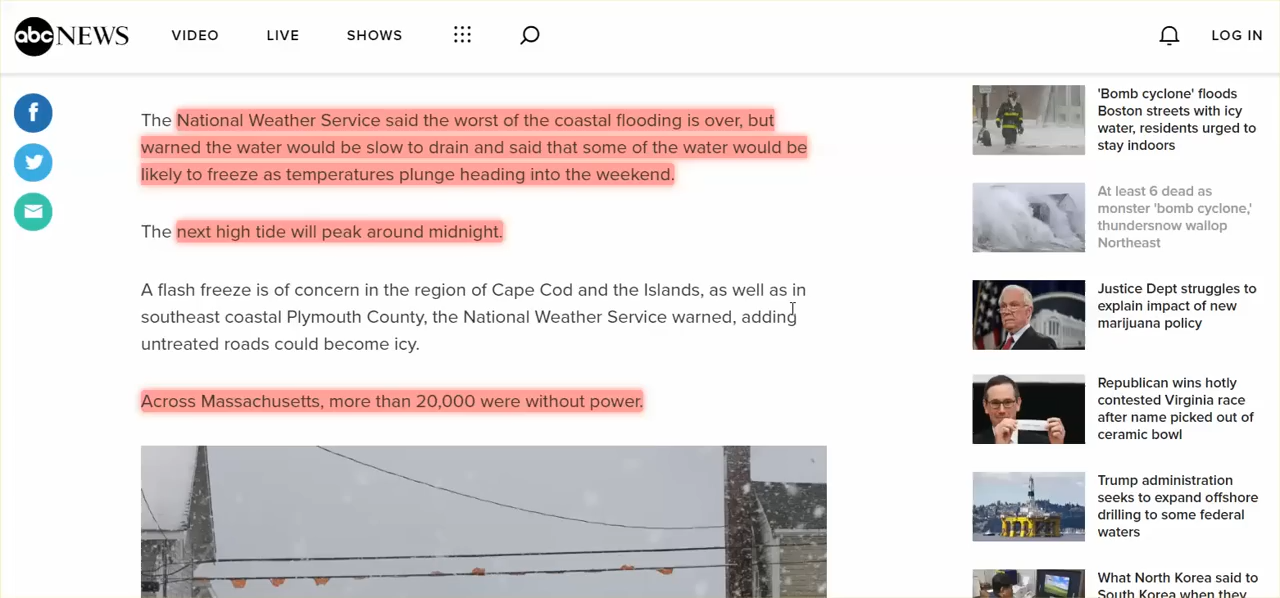 abc NEWS VIDEO LIVE SHOWS LOG IN
The National Weather Service said the worst of the coastal flooding is over, but
warned the water would be slow to drain and said that some of the water would be
likely to freeze as temperatures plunge heading into the weekend.
The next high tide will peak around midnight.
A flash freeze is of concern in the region of Cape Cod and the Islands, as well as in
southeast coastal Plymouth County, the National Weather Service warned, adding
untreated roads could become icy.
Across Massachusetts, more than 20,000 were without power.
'Bomb cyclone' floods
Boston streets with icy
water, residents urged to
stay indoors
At least 6 dead as
monster 'bomb cyclone,'
thundersnow wallop
Northeast
Justice Dept struggles to
explain impact of new
marijuana policy
Republican wins hotly
contested Virginia race
after name picked out of
ceramic bowl
Trump administration
seeks to expand offshore
drilling to some federal
waters
What North Korea said to
South Korea when they